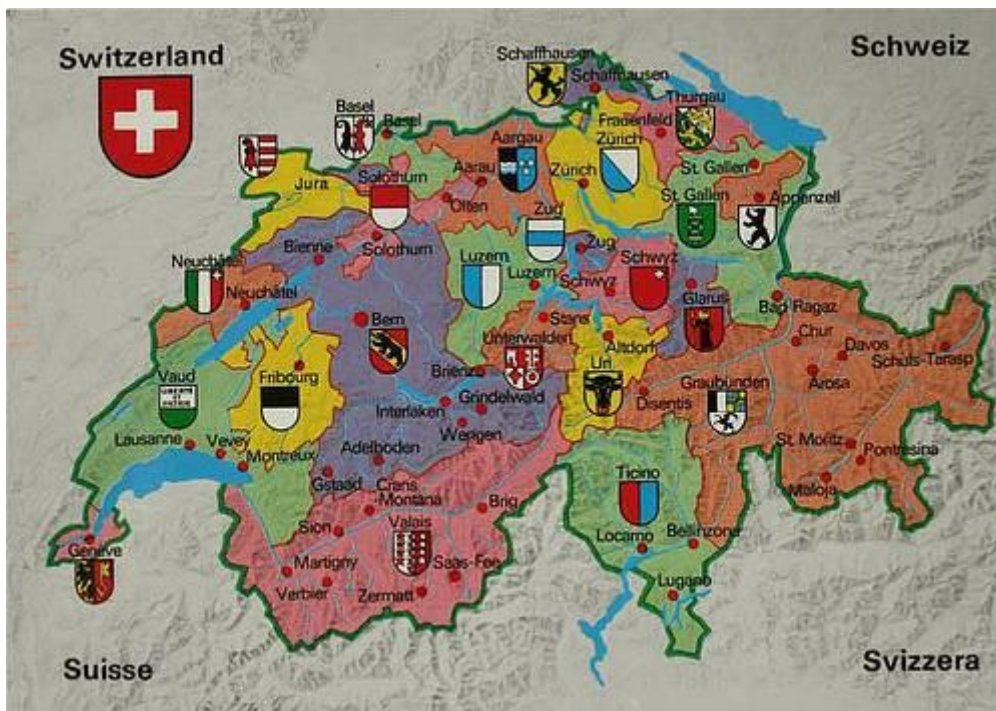 Switzerland
Schweiz
Schaffhausen
Schaffhausen
Thurgau
Basel
Basel
Frauenfeld
Aargau
Zürich
Jura
Solothurn
Aarau
Zürich
St. Gallen
Olten
St. Gallen
Appenzell
Zug
Bienne
Solothurn
Zug
Neuchâtel
Luzern
Luzern
Schwyz
Schwyz
Neuchâtel
Glarus
Bad Ragaz
Bern
Stans
Unterwalden
Altdorf
Chur
Davos
Schuls-Tarasp
Uri
Vaud
LIBERTE
ET
PATRIE
Fribourg
Brienz
Arosa
Graubünden
Disentis
Interlaken
Grindelwald
Wengen
Lausanne
Vevey
Montreux
Adelboden
St. Moritz
Pontresina
Gstaad
Crans
-Montana
Ticino
Maloja
Brig
Sion
Valais
Locarno
Bellinzona
Genève
Martigny
Saas-Fee
Verbier
Zermatt
Lugano
Suisse
Svizzera